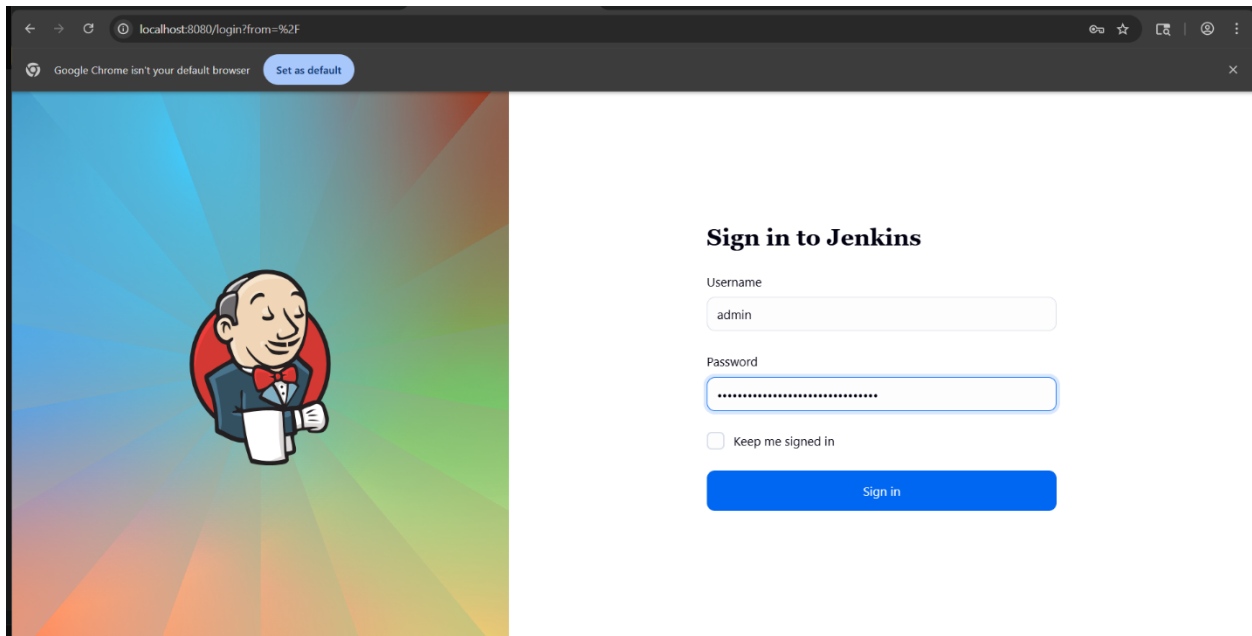 localhost:8080/login?from=%2F
Google Chrome isn't your default browser Set as default
Sign in to Jenkins
Username
admin
Password
••••••••••••••••••••••••••••••••
Keep me signed in
Sign in